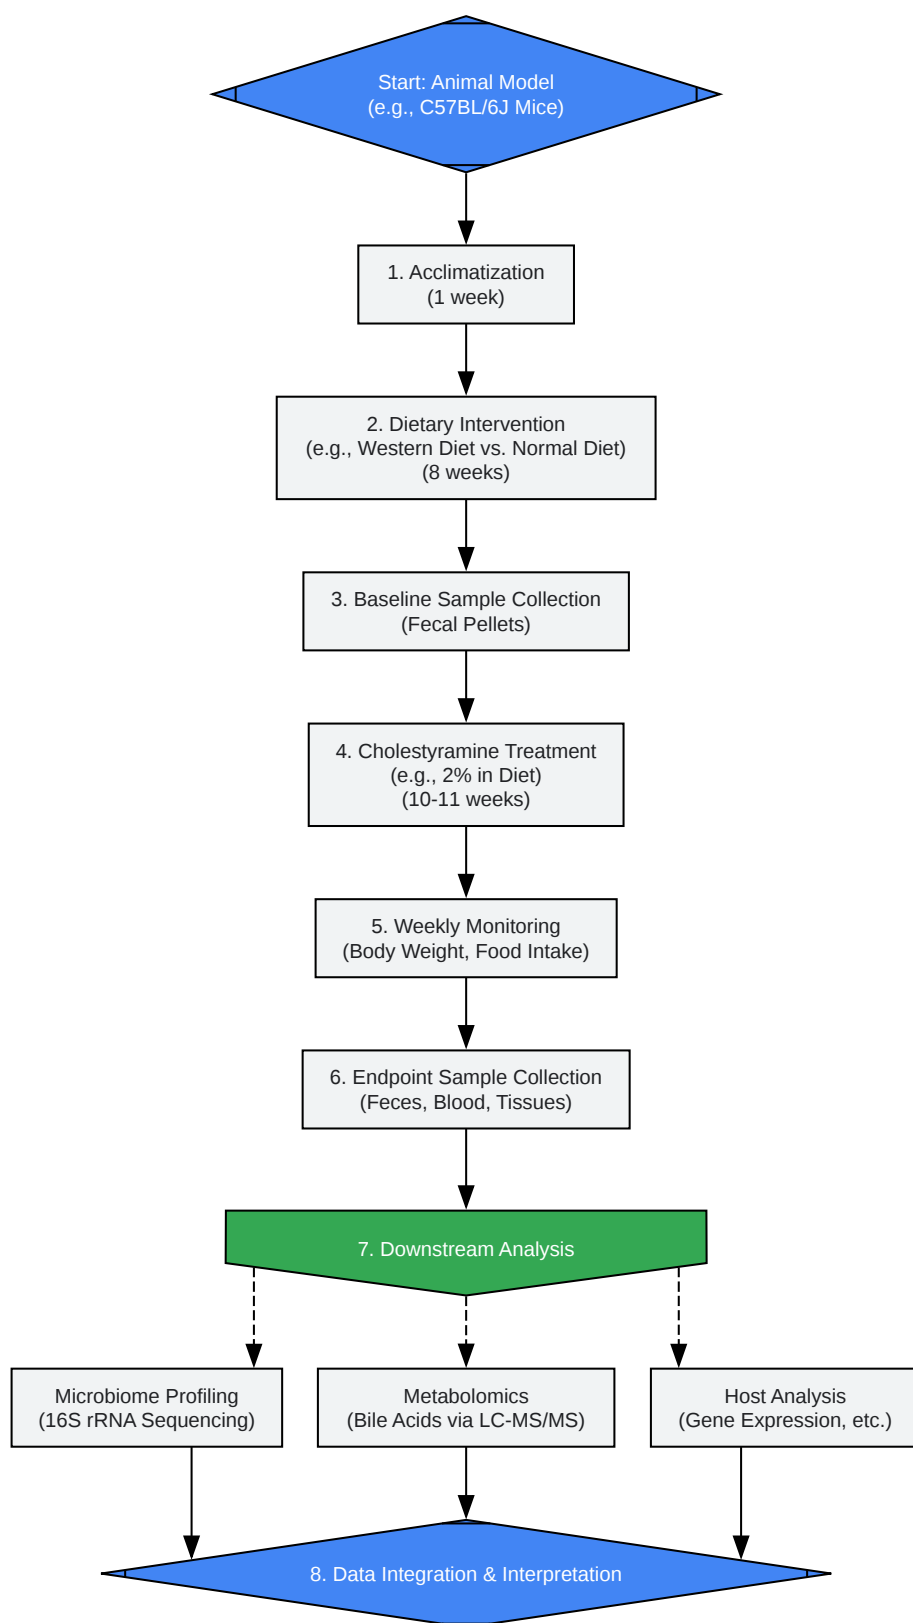 Start: Animal Model
(e.g., C57BL/6J Mice)
1. Acclimatization
(1 week)
2. Dietary Intervention
(e.g., Western Diet vs. Normal Diet)
(8 weeks)
3. Baseline Sample Collection
(Fecal Pellets)
4. Cholestyramine Treatment
(e.g., 2% in Diet)
(10-11 weeks)
5. Weekly Monitoring
(Body Weight, Food Intake)
6. Endpoint Sample Collection
(Feces, Blood, Tissues)
7. Downstream Analysis
Microbiome Profiling
(16S rRNA Sequencing)
Metabolomics
(Bile Acids via LC-MS/MS)
Host Analysis
(Gene Expression, etc.)
8. Data Integration & Interpretation